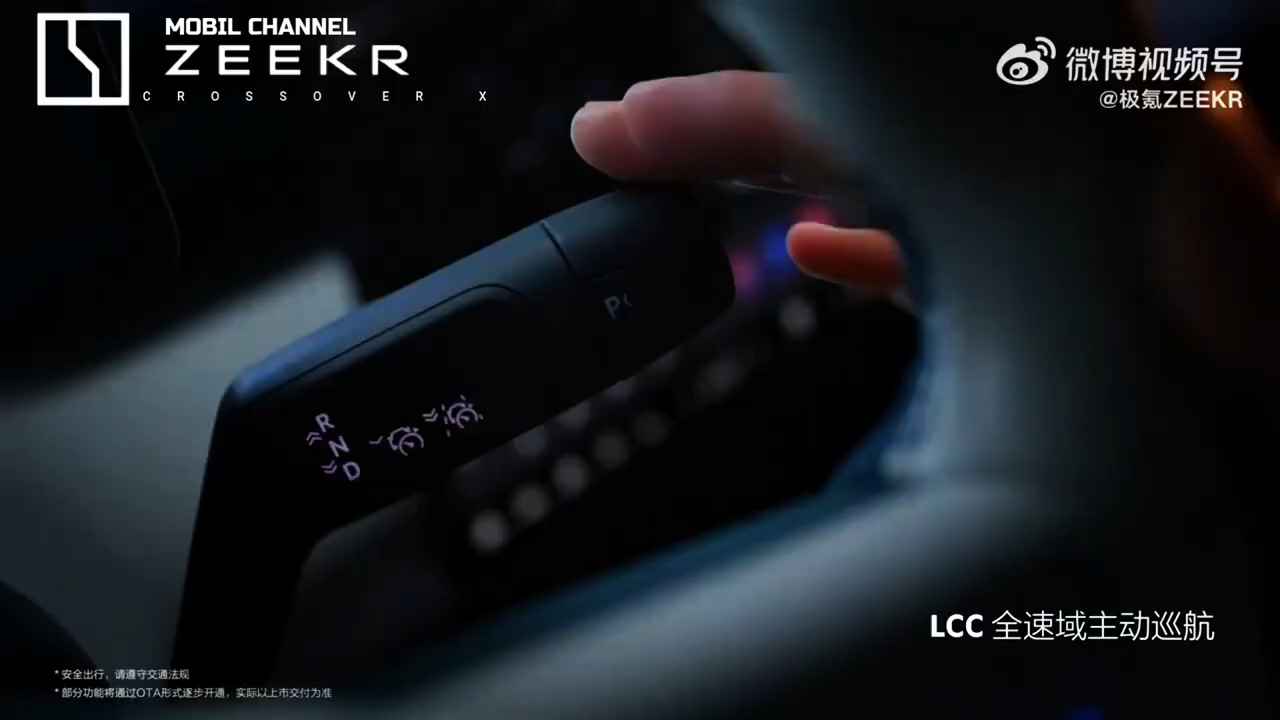 MOBIL CHANNEL
ZEEKR
CROSSOVER X
微博视频号
@极氪ZEEKR
P
R
N
D
LCC 全速域主动巡航
* 安全出行，请遵守交通法规
* 部分功能将通过OTA形式逐步开通，实际以上市交付为准